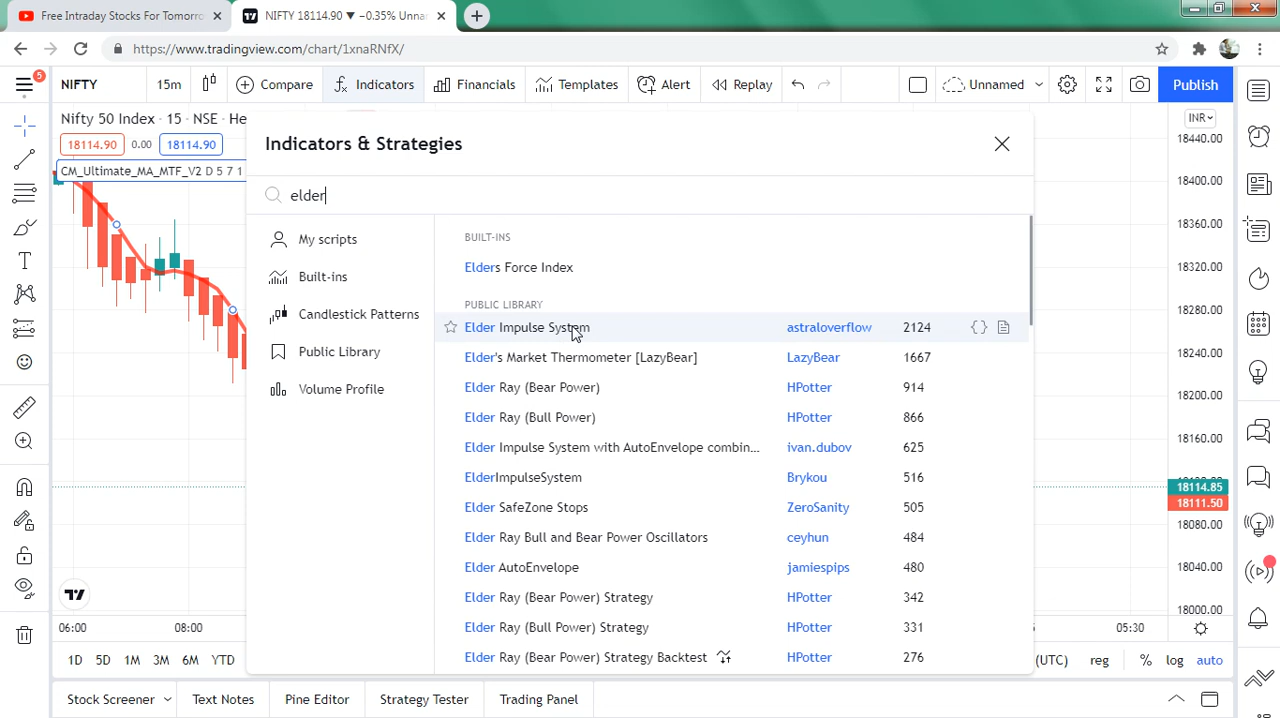 Free Intraday Stocks For Tomorro
NIFTY 18114.90 ▼ −0.35% Unnar
https://www.tradingview.com/chart/1xnaRNfX/
5
NIFTY 15m Compare Indicators Financials Templates Alert Replay Unnamed Publish
Nifty 50 Index · 15 · NSE · He
INR
18114.90 0.00 18114.90
CM_Ultimate_MA_MTF_V2 D 5 7 1
Indicators & Strategies
elder
My scripts
Built-ins
Candlestick Patterns
Public Library
Volume Profile
BUILT-INS
Elders Force Index
PUBLIC LIBRARY
Elder Impulse System astraloverflow 2124
Elder's Market Thermometer [LazyBear] LazyBear 1667
Elder Ray (Bear Power) HPotter 914
Elder Ray (Bull Power) HPotter 866
Elder Impulse System with AutoEnvelope combin... ivan.dubov 625
ElderImpulseSystem Brykou 516
Elder SafeZone Stops ZeroSanity 505
Elder Ray Bull and Bear Power Oscillators ceyhun 484
Elder AutoEnvelope jamiespips 480
Elder Ray (Bear Power) Strategy HPotter 342
Elder Ray (Bull Power) Strategy HPotter 331
Elder Ray (Bear Power) Strategy Backtest HPotter 276
18440.00
18400.00
18360.00
18320.00
18280.00
18240.00
18200.00
18160.00
18114.85
18111.50
18080.00
18040.00
18000.00
06:00 08:00 05:30
1D 5D 1M 3M 6M YTD (UTC) reg % log auto
Stock Screener Text Notes Pine Editor Strategy Tester Trading Panel